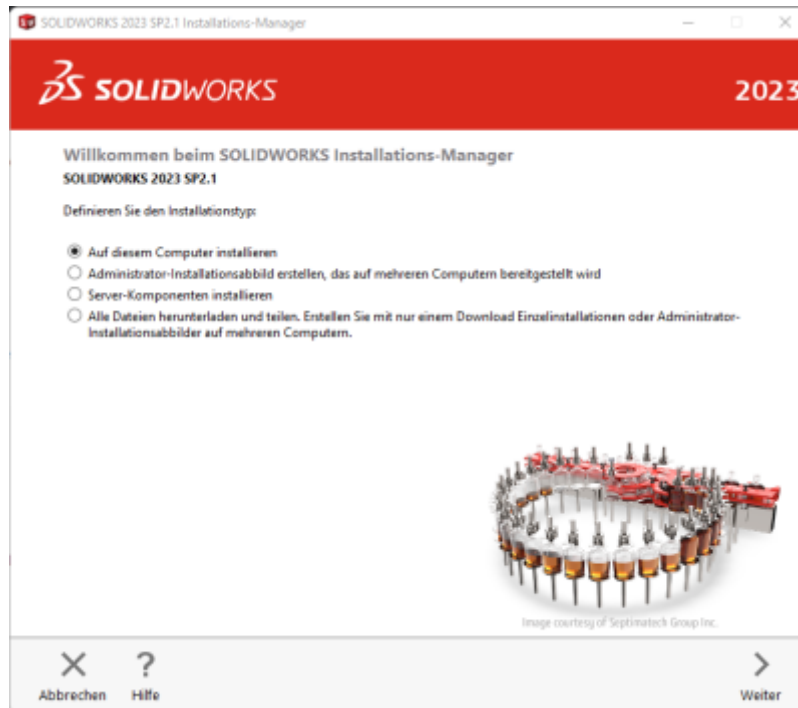 SOLIDWORKS 2023 SP2.1 Installations-Manager
SOLIDWORKS
2023
Willkommen beim SOLIDWORKS Installations-Manager
SOLIDWORKS 2023 SP2.1
Definieren Sie den Installationstyp:
Auf diesem Computer installieren
Administrator-Installationsabbild erstellen, das auf mehreren Computern bereitgestellt wird
Server-Komponenten installieren
Alle Dateien herunterladen und teilen. Erstellen Sie mit nur einem Download Einzelinstallationen oder Administrator-
Installationsabbilder auf mehreren Computern.
Image courtesy of Septimatech Group Inc.
Abbrechen
Hilfe
Weiter